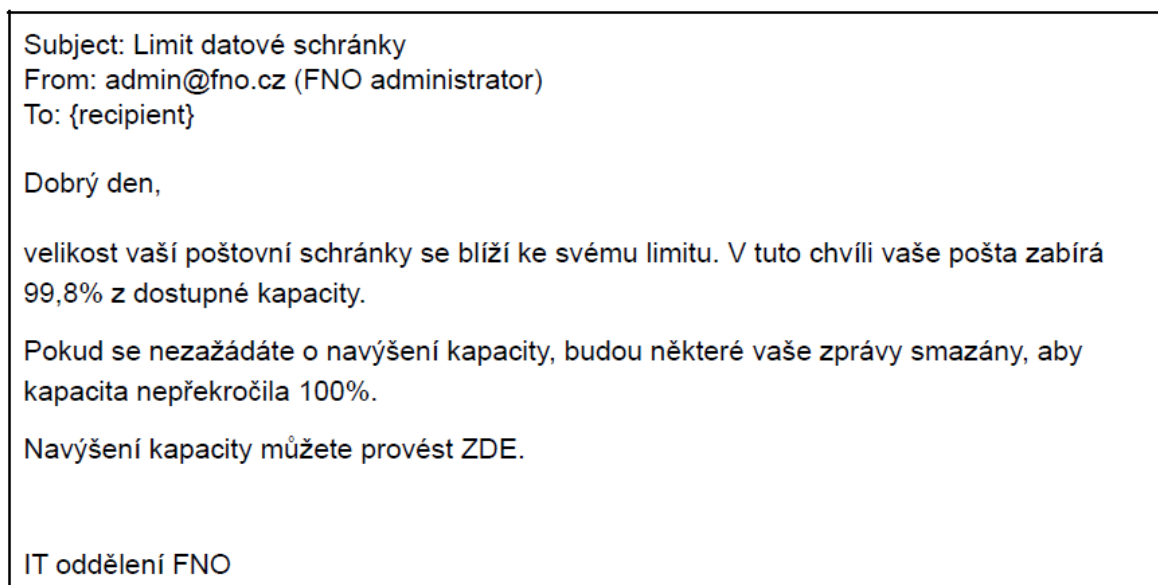 Subject: Limit datové schránky
From: admin@fno.cz (FNO administrator)
To: {recipient}
Dobrý den,
velikost vaší poštovní schránky se blíží ke svému limitu. V tuto chvíli vaše pošta zabírá
99,8% z dostupné kapacity.
Pokud se nezažádáte o navýšení kapacity, budou některé vaše zprávy smazány, aby
kapacita nepřekročila 100%.
Navýšení kapacity můžete provést ZDE.
IT oddělení FNO